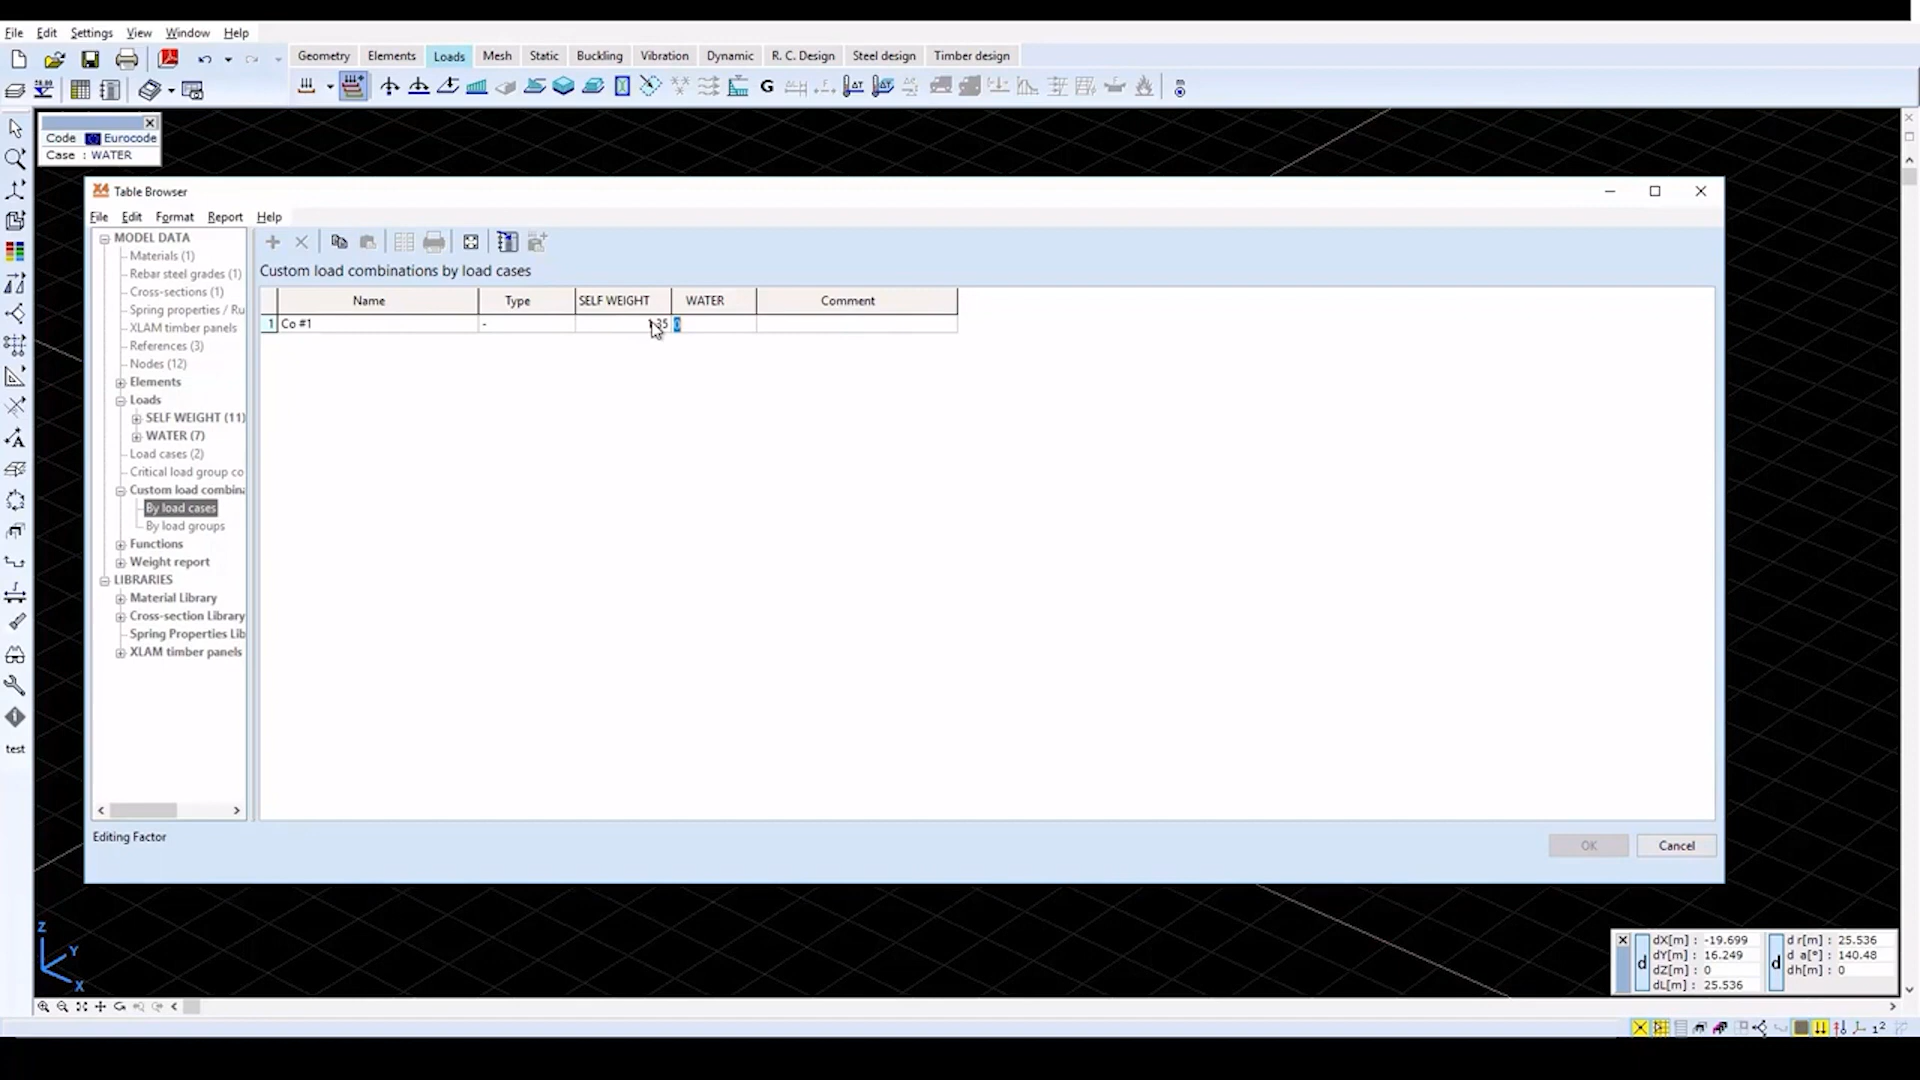 File Edit Settings View Window Help
Geometry Elements Loads Mesh Static Buckling Vibration Dynamic R. C. Design Steel design Timber design
Code : Eurocode
Case : WATER
X4 Table Browser
File Edit Format Report Help
MODEL DATA
Materials (1)
Rebar steel grades (1)
Cross-sections (1)
Spring properties / Ru
XLAM timber panels
References (3)
Nodes (12)
Elements
Loads
SELF WEIGHT (11)
WATER (7)
Load cases (2)
Critical load group co
Custom load combina
By load cases
By load groups
Functions
Weight report
LIBRARIES
Material Library
Cross-section Library
Spring Properties Lib
XLAM timber panels
Custom load combinations by load cases
Name Type SELF WEIGHT WATER Comment
1 Co #1 - 1.35 0
Editing Factor
OK Cancel
test
Z
Y
X
d
dX[m] : -19.699
dY[m] : 16.249
dZ[m] : 0
dL[m] : 25.536
d
d r[m] : 25.536
d a[°] : 140.48
dh[m] : 0